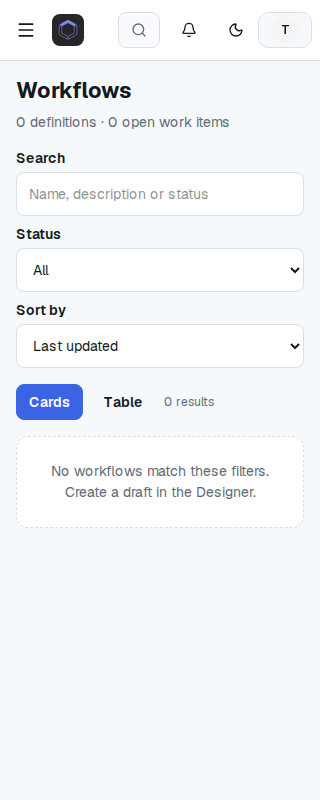 T
Workflows
0 definitions · 0 open work items
Search
Name, description or status
Status
All
Sort by
Last updated
Cards
Table
0 results
No workflows match these filters.
Create a draft in the Designer.